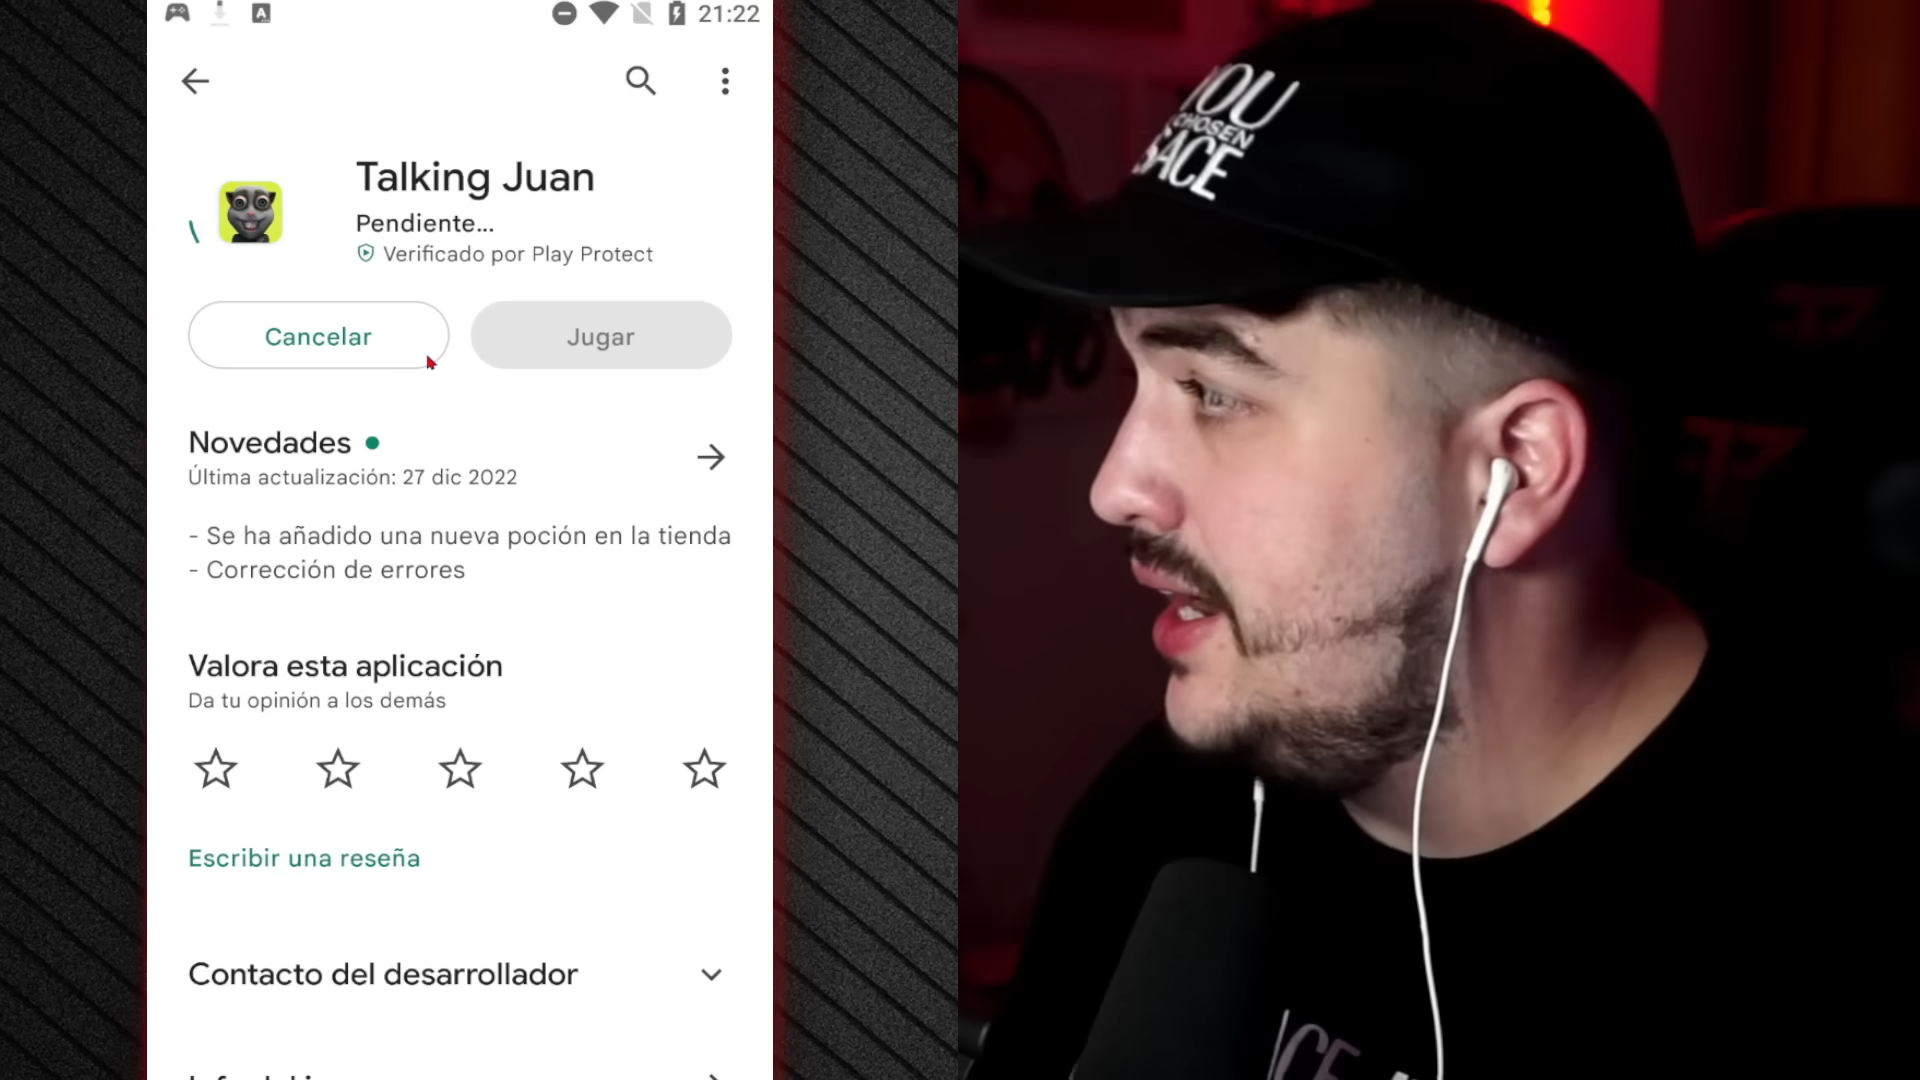 21:22
Talking Juan
Pendiente...
Verificado por Play Protect
Cancelar
Jugar
Novedades
Última actualización: 27 dic 2022
- Se ha añadido una nueva poción en la tienda
- Corrección de errores
Valora esta aplicación
Da tu opinión a los demás
Escribir una reseña
Contacto del desarrollador
YOU
CHOSEN